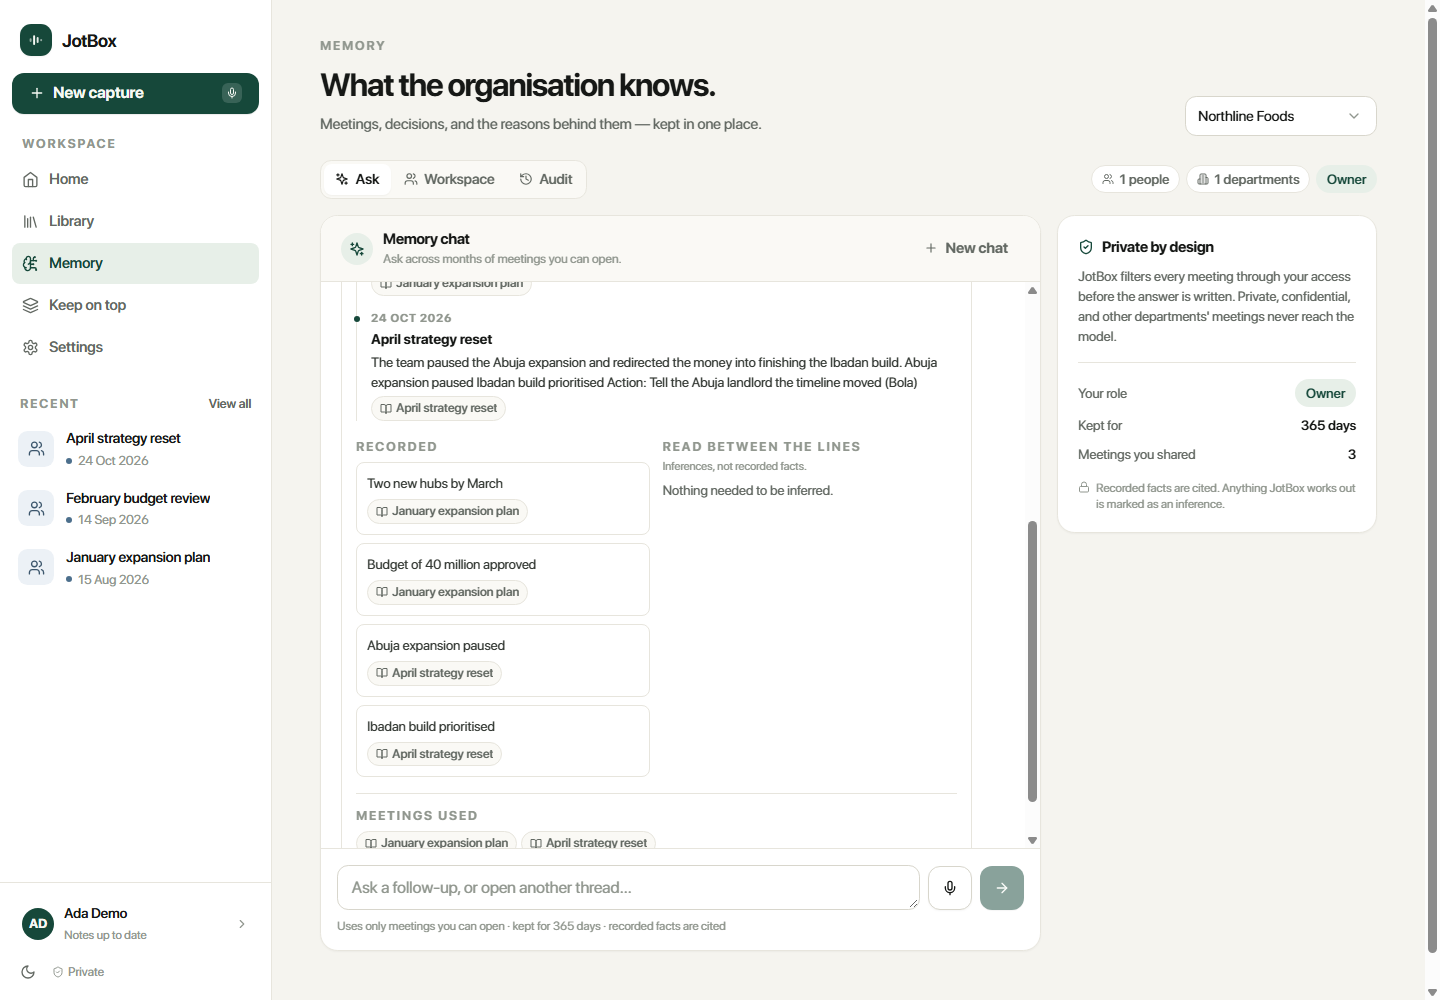 JotBox
New capture
WORKSPACE
Home
Library
Memory
Keep on top
Settings
RECENT
View all
April strategy reset
24 Oct 2026
February budget review
14 Sep 2026
January expansion plan
15 Aug 2026
AD
Ada Demo
Notes up to date
Private
MEMORY
What the organisation knows.
Meetings, decisions, and the reasons behind them — kept in one place.
Northline Foods
Ask
Workspace
Audit
1 people
1 departments
Owner
Memory chat
Ask across months of meetings you can open.
New chat
January expansion plan
24 OCT 2026
April strategy reset
The team paused the Abuja expansion and redirected the money into finishing the Ibadan build. Abuja
expansion paused Ibadan build prioritised Action: Tell the Abuja landlord the timeline moved (Bola)
April strategy reset
RECORDED
Two new hubs by March
January expansion plan
Budget of 40 million approved
January expansion plan
Abuja expansion paused
April strategy reset
Ibadan build prioritised
April strategy reset
READ BETWEEN THE LINES
Inferences, not recorded facts.
Nothing needed to be inferred.
MEETINGS USED
January expansion plan
April strategy reset
Ask a follow-up, or open another thread...
Uses only meetings you can open · kept for 365 days · recorded facts are cited
Private by design
JotBox filters every meeting through your access
before the answer is written. Private, confidential,
and other departments' meetings never reach the
model.
Your role
Owner
Kept for
365 days
Meetings you shared
3
Recorded facts are cited. Anything JotBox works out
is marked as an inference.